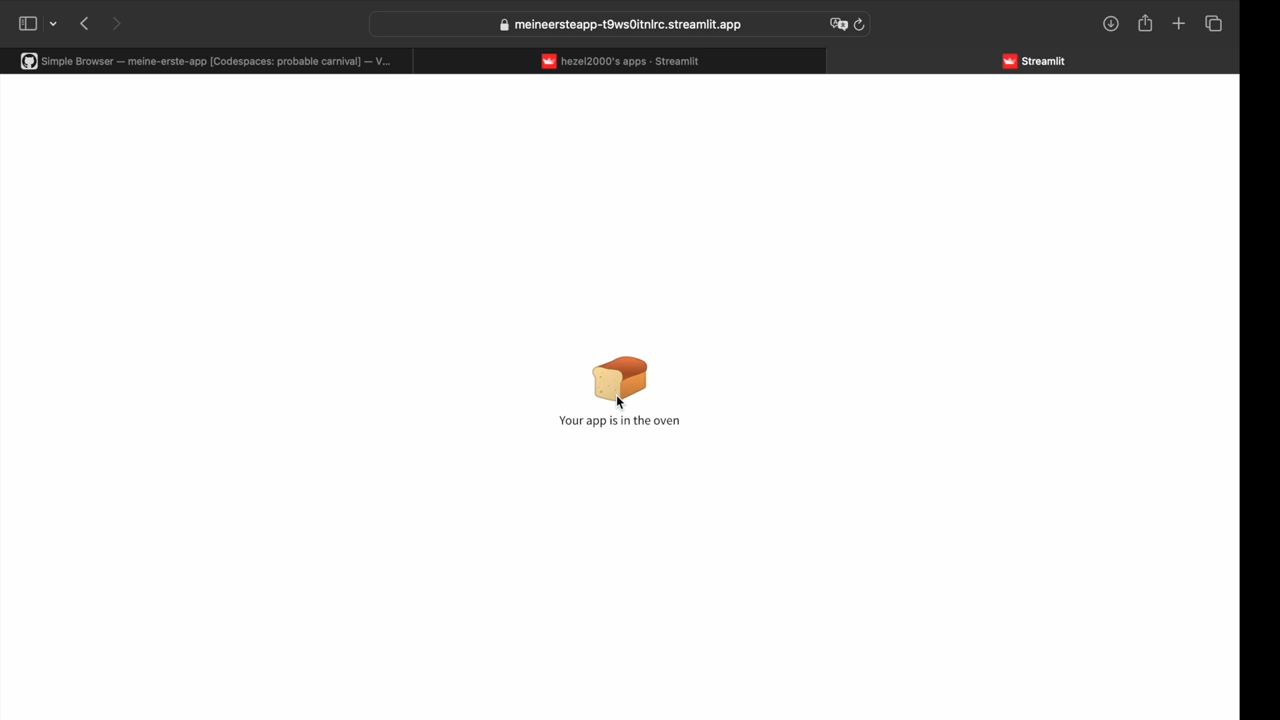 meineersteapp-t9ws0itnlrc.streamlit.app
Simple Browser — meine-erste-app [Codespaces: probable carnival] — V...
hezel2000's apps · Streamlit
Streamlit
Your app is in the oven